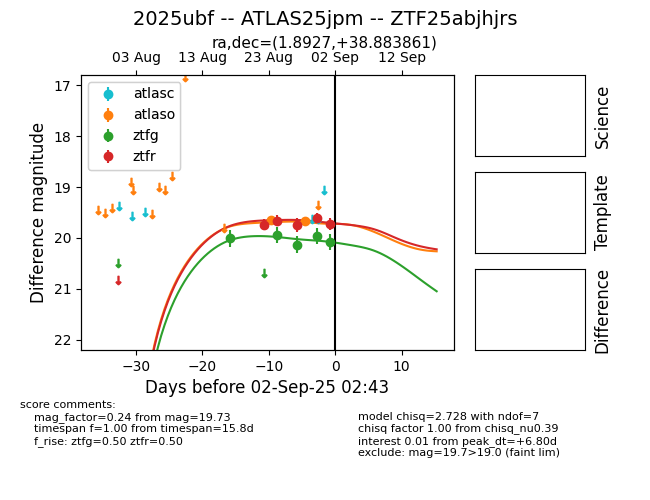 2025ubf -- ATLAS25jpm -- ZTF25abjhjrs
ra,dec=(1.8927,+38.883861)
03 Aug 13 Aug 23 Aug 02 Sep 12 Sep
atlasc
atlaso
ztfg
ztfr
17
18
19
20
21
22
Difference magnitude
−30 −20 −10 0 10
Days before 02-Sep-25 02:43
Science
Template
Difference
score comments:
mag_factor=0.24 from mag=19.73
timespan f=1.00 from timespan=15.8d
f_rise: ztfg=0.50 ztfr=0.50
model chisq=2.728 with ndof=7
chisq factor 1.00 from chisq_nu0.39
interest 0.01 from peak_dt=+6.80d
exclude: mag=19.7>19.0 (faint lim)